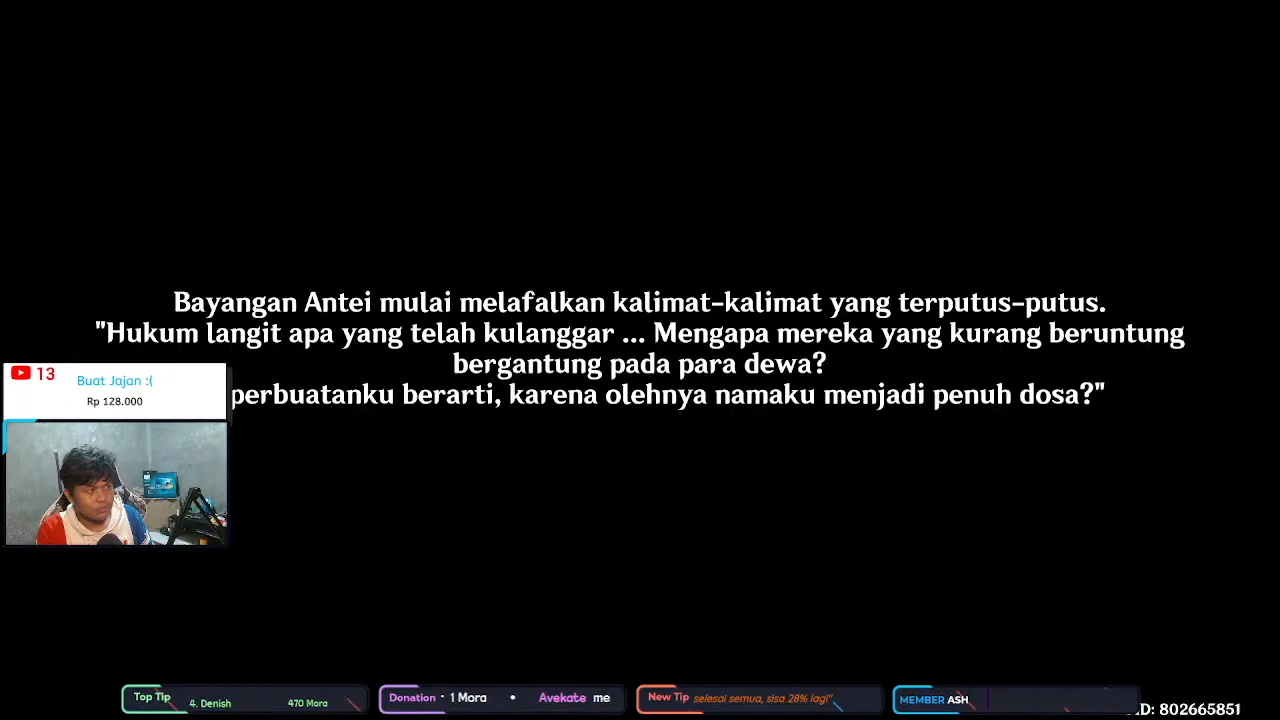 Bayangan Antei mulai melafalkan kalimat-kalimat yang terputus-putus.
"Hukum langit apa yang telah kulanggar ... Mengapa mereka yang kurang beruntung
bergantung pada para dewa?
perbuatanku berarti, karena olehnya namaku menjadi penuh dosa?"
13
Buat Jajan :(
Rp 128.000
Top Tip
4. Denish 470 Mora
Donation · 1 Mora • Avekate me
New Tip selesai semua, sisa 28% lagi"
MEMBER ASH
ID: 802665851